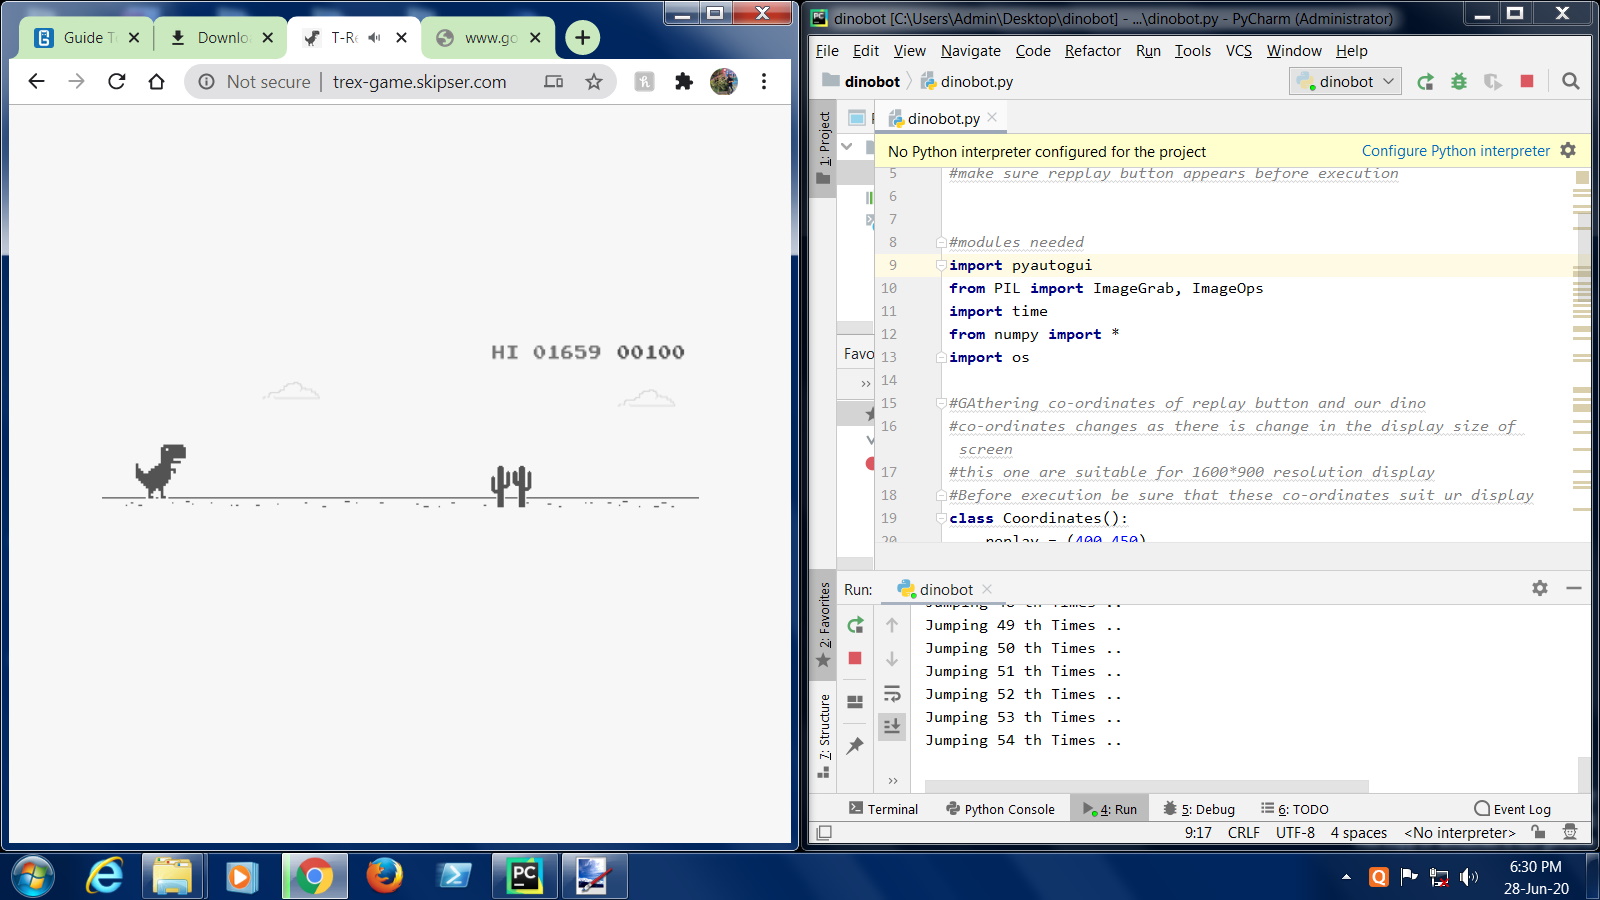 Guide T
Downlo
T-Re
www.go
Not secure
trex-game.skipser.com
HI 01659 00100
dinobot [C:\Users\Admin\Desktop\dinobot] - ...\dinobot.py - PyCharm (Administrator)
File Edit View Navigate Code Refactor Run Tools VCS Window Help
dinobot
dinobot.py
dinobot
1: Project
dinobot.py
No Python interpreter configured for the project
Configure Python interpreter
5 #make sure repplay button appears before execution
6
7
8 #modules needed
9 import pyautogui
10 from PIL import ImageGrab, ImageOps
11 import time
12 from numpy import *
13 import os
14
15 #GAthering co-ordinates of replay button and our dino
16 #co-ordinates changes as there is change in the display size of
screen
17 #this one are suitable for 1600*900 resolution display
18 #Before execution be sure that these co-ordinates suit ur display
19 class Coordinates():
20 replay = (400,450)
Favo
2: Favorites
7: Structure
Run: dinobot
Jumping 48 th Times ..
Jumping 49 th Times ..
Jumping 50 th Times ..
Jumping 51 th Times ..
Jumping 52 th Times ..
Jumping 53 th Times ..
Jumping 54 th Times ..
Terminal Python Console 4: Run 5: Debug 6: TODO Event Log
9:17 CRLF UTF-8 4 spaces <No interpreter>
6:30 PM
28-Jun-20